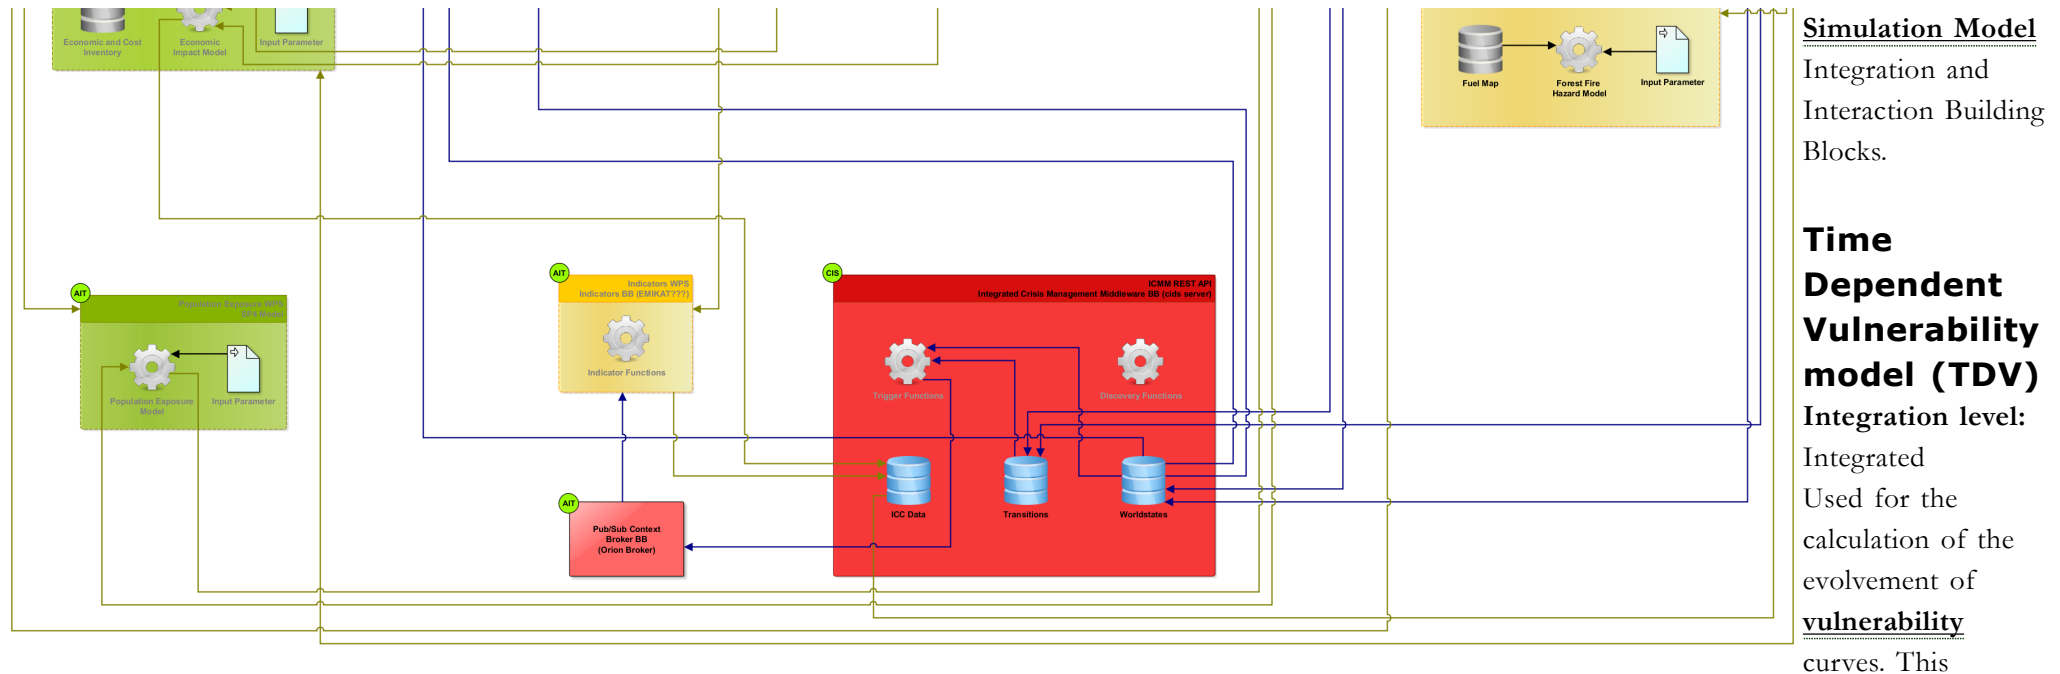 Economic and Cost
Inventory
Economic
Impact Model
Input Parameter
Fuel Map
Forest Fire
Hazard Model
Input Parameter
AIT
Population Exposure WPS
SP4 Model
Population Exposure
Model
Input Parameter
AIT
Indicators WPS
Indicators BB (EMIKAT???)
Indicator Functions
CIS
ICMM REST API
Integrated Crisis Management Middleware BB (cids server)
Trigger Functions
Discovery Functions
ICC Data
Transitions
Worldstates
AIT
Pub/Sub Context
Broker BB
(Orion Broker)
Simulation Model
Integration and
Interaction Building
Blocks.
Time
Dependent
Vulnerability
model (TDV)
Integration level:
Integrated
Used for the
calculation of the
evolvement of
vulnerability
curves. This